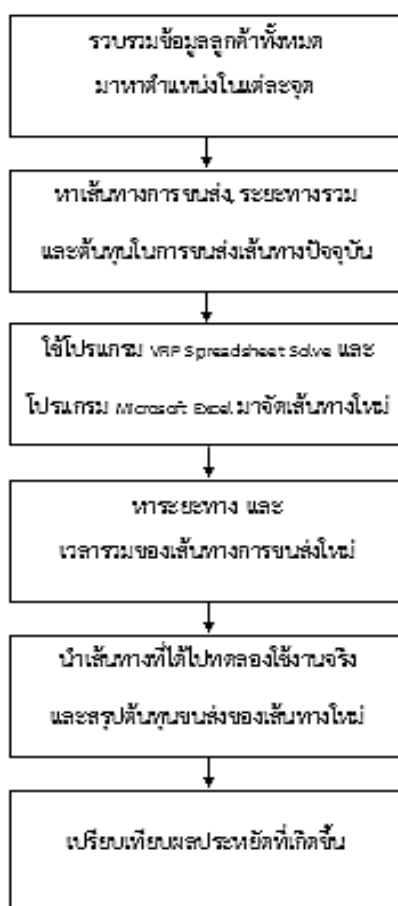 รวบรวมข้อมูลลูกค้าทั้งหมด
มาหาตำแหน่งในแต่ละจุด
หาเส้นทางการขนส่ง, ระยะทางรวม
และต้นทุนในการขนส่งเส้นทางปัจจุบัน
ใช้โปรแกรม VRP Spreadsheet Solve และ
โปรแกรม Microsoft Excel มาจัดเส้นทางใหม่
หาระยะทาง และ
เวลารวมของเส้นทางการขนส่งใหม่
นำเส้นทางที่ได้ไปทดลองใช้งานจริง
และสรุปต้นทุนขนส่งของเส้นทางใหม่
เปรียบเทียบผลประหยัดที่เกิดขึ้น